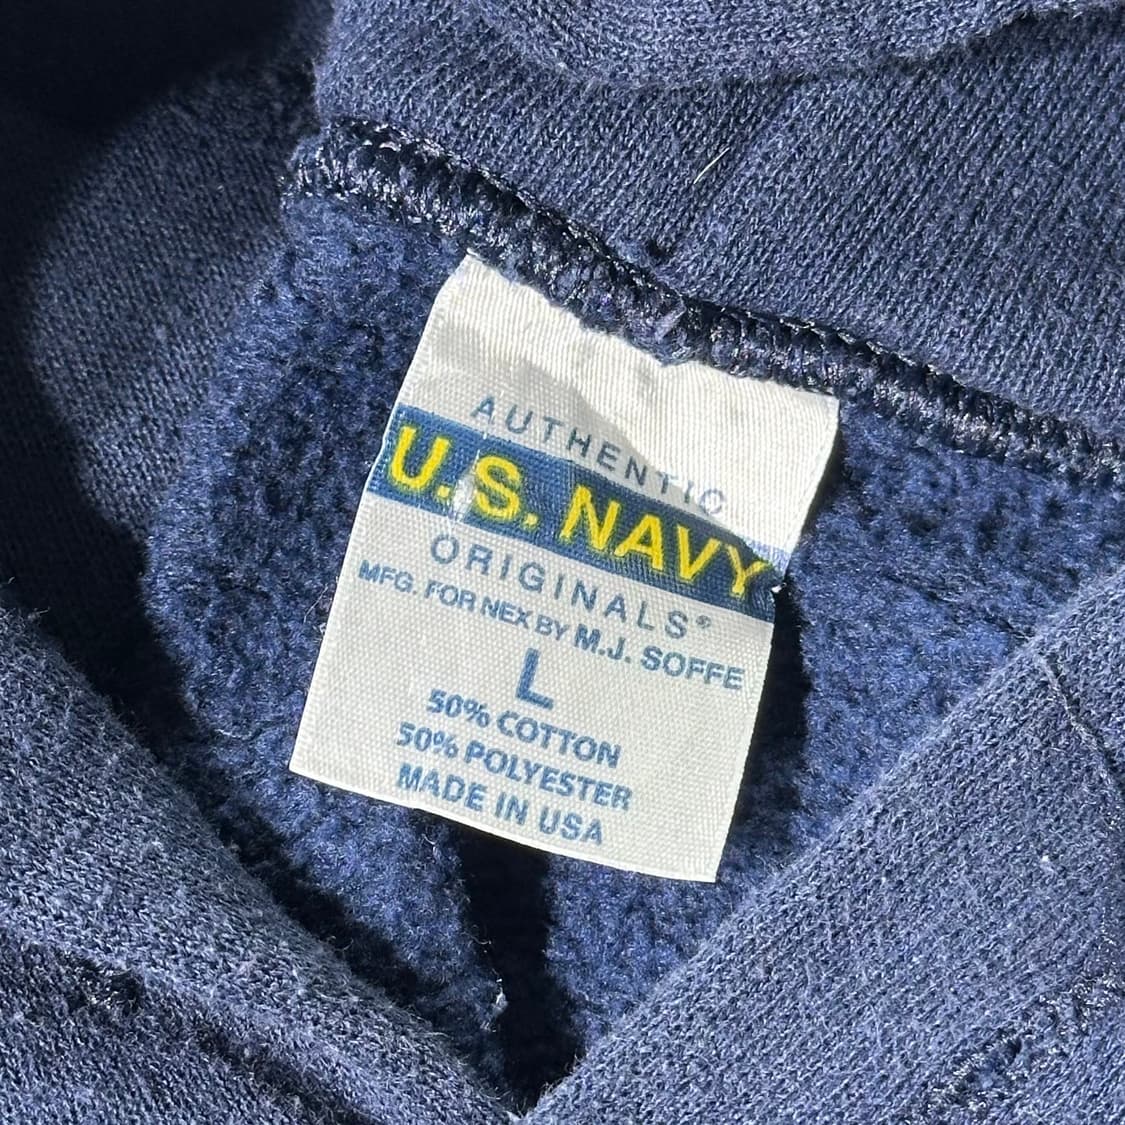 AUTHENTIC
U.S. NAVY
ORIGINALS®
MFG. FOR NEX BY M.J. SOFFE
L
50% COTTON
50% POLYESTER
MADE IN USA